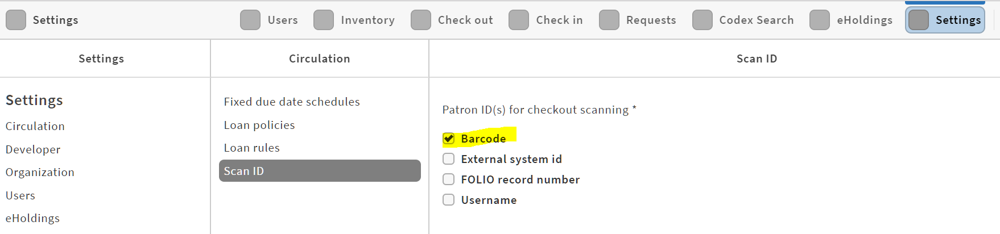 Settings Users Inventory Check out Check in Requests Codex Search eHoldings Settings
Settings Circulation Scan ID
Settings
Circulation
Developer
Organization
Users
eHoldings
Fixed due date schedules
Loan policies
Loan rules
Scan ID
Patron ID(s) for checkout scanning *
Barcode
External system id
FOLIO record number
Username